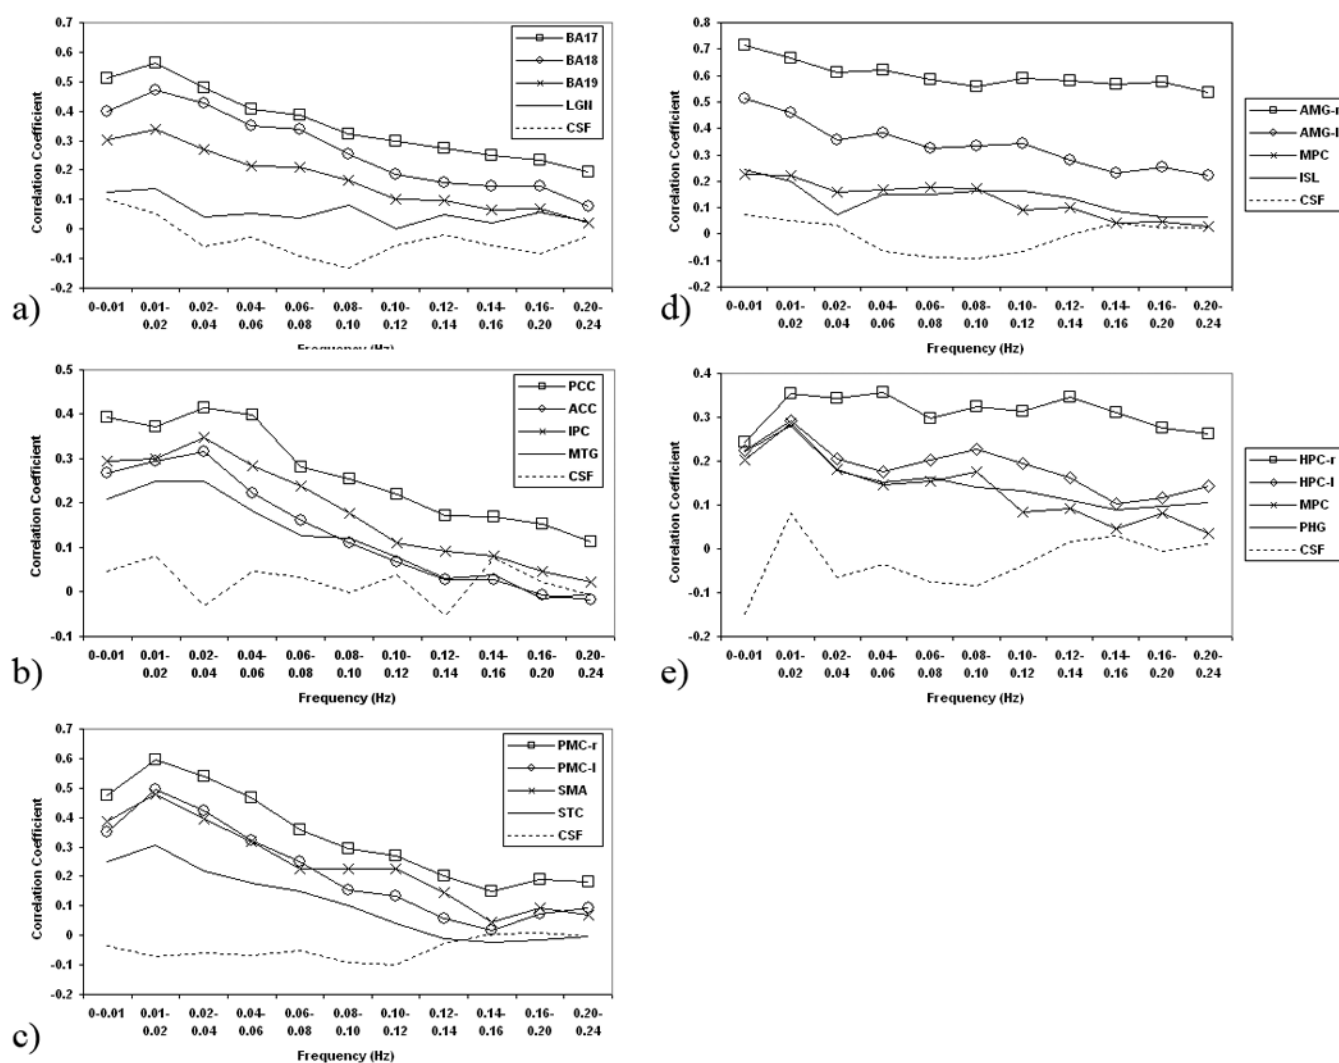 a)
Correlation Coefficient
0.7
0.6
0.5
0.4
0.3
0.2
0.1
0
-0.1
-0.2
BA17
BA18
BA19
LGN
CSF
0-0.01 0.01- 0.02- 0.04- 0.06- 0.08- 0.10- 0.12- 0.14- 0.16- 0.20-
0.02 0.04 0.06 0.08 0.10 0.12 0.14 0.16 0.20 0.24
Frequency (Hz)
b)
Correlation Coefficient
0.5
0.4
0.3
0.2
0.1
0
-0.1
PCC
ACC
IPC
MTG
CSF
0-0.01 0.01- 0.02- 0.04- 0.06- 0.08- 0.10- 0.12- 0.14- 0.16- 0.20-
0.02 0.04 0.06 0.08 0.10 0.12 0.14 0.16 0.20 0.24
Frequency (Hz)
c)
Correlation Coefficient
0.7
0.6
0.5
0.4
0.3
0.2
0.1
0
-0.1
-0.2
PMC-r
PMC-l
SMA
STC
CSF
0-0.01 0.01- 0.02- 0.04- 0.06- 0.08- 0.10- 0.12- 0.14- 0.16- 0.20-
0.02 0.04 0.06 0.08 0.10 0.12 0.14 0.16 0.20 0.24
Frequency (Hz)
d)
Correlation Coefficient
0.8
0.7
0.6
0.5
0.4
0.3
0.2
0.1
0
-0.1
-0.2
AMG-r
AMG-l
MPC
ISL
CSF
0-0.01 0.01- 0.02- 0.04- 0.06- 0.08- 0.10- 0.12- 0.14- 0.16- 0.20-
0.02 0.04 0.06 0.08 0.10 0.12 0.14 0.16 0.20 0.24
Frequency (Hz)
e)
Correlation Coefficient
0.4
0.3
0.2
0.1
0
-0.1
-0.2
HPC-r
HPC-l
MPC
PHG
CSF
0-0.01 0.01- 0.02- 0.04- 0.06- 0.08- 0.10- 0.12- 0.14- 0.16- 0.20-
0.02 0.04 0.06 0.08 0.10 0.12 0.14 0.16 0.20 0.24
Frequency (Hz)